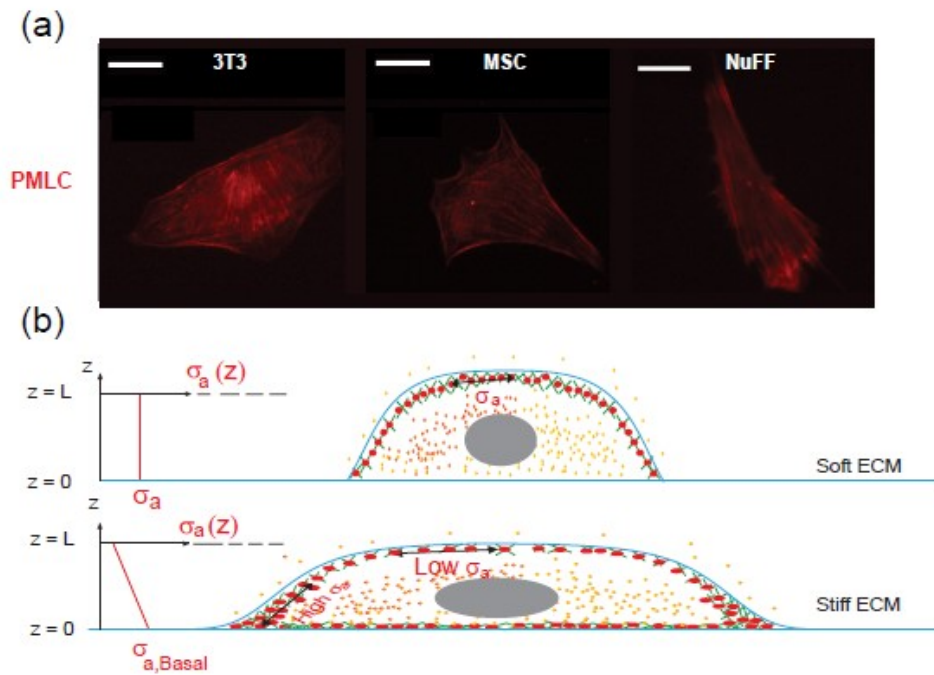 (a)
3T3 MSC NuFF
PMLC
(b)
z
σₐ(z)
z = L
σₐ
z = 0
Soft ECM
σₐ
z
σₐ(z)
z = L
Low σₐ
High σₐ
Stiff ECM
z = 0
σₐ,Basal